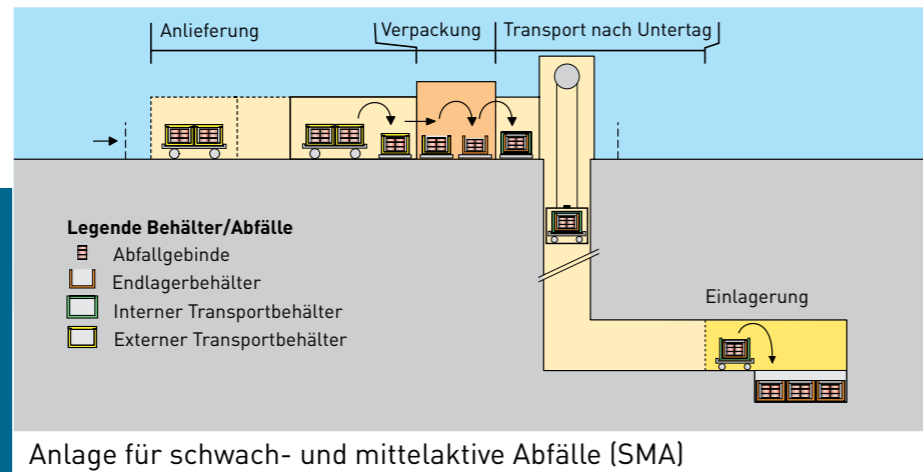 Anlieferung
Verpackung
Transport nach Untertag
Legende Behälter/Abfälle
Abfallgebinde
Endlagerbehälter
Interner Transportbehälter
Externer Transportbehälter
Einlagerung
Anlage für schwach- und mittelaktive Abfälle (SMA)